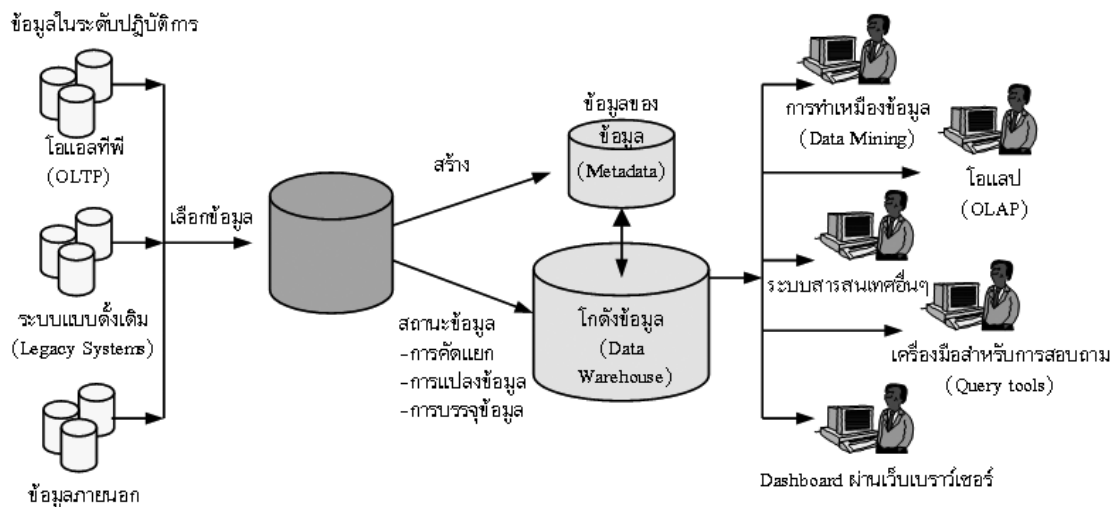 ข้อมูลในระดับปฎิบัติการ
โอแอลทีพี
(OLTP)
ระบบแบบดั้งเดิม
(Legacy Systems)
ข้อมูลภายนอก
เลือกข้อมูล
สร้าง
สถานะข้อมูล
-การคัดแยก
-การแปลงข้อมูล
-การบรรจุข้อมูล
ข้อมูลของ
ข้อมูล
(Metadata)
โกดังข้อมูล
(Data
Warehouse)
การทำเหมืองข้อมูล
(Data Mining)
โอแลป
(OLAP)
ระบบสารสนเทศอื่นๆ
เครื่องมือสำหรับการสอบถาม
(Query tools)
Dashboard ผ่านเว็บเบราว์เซอร์